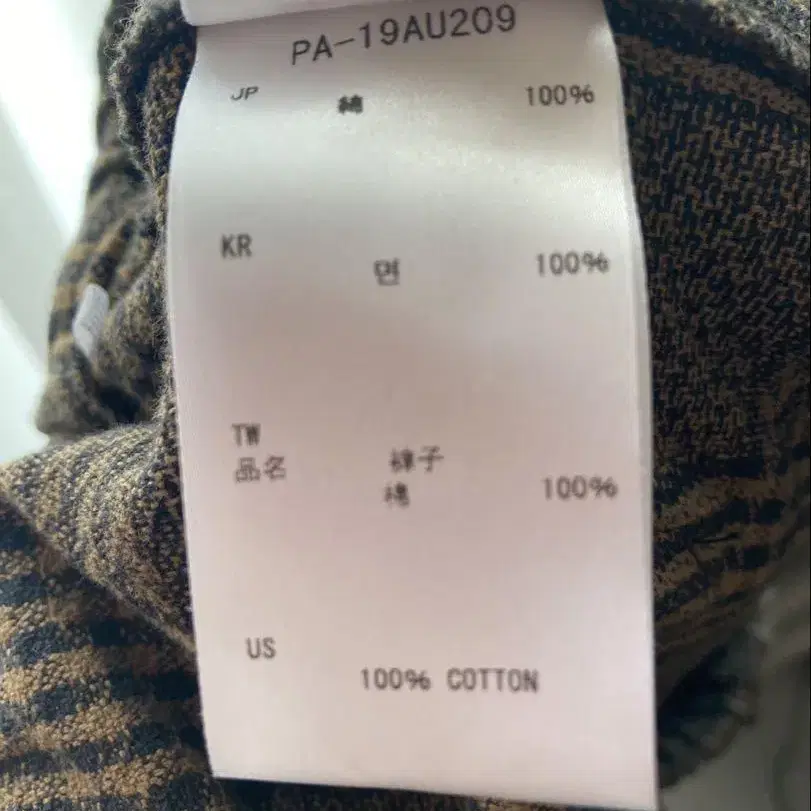 PA-19AU209
JP 綿 100%
KR 면 100%
TW
品名 褲子
棉 100%
US
100% COTTON